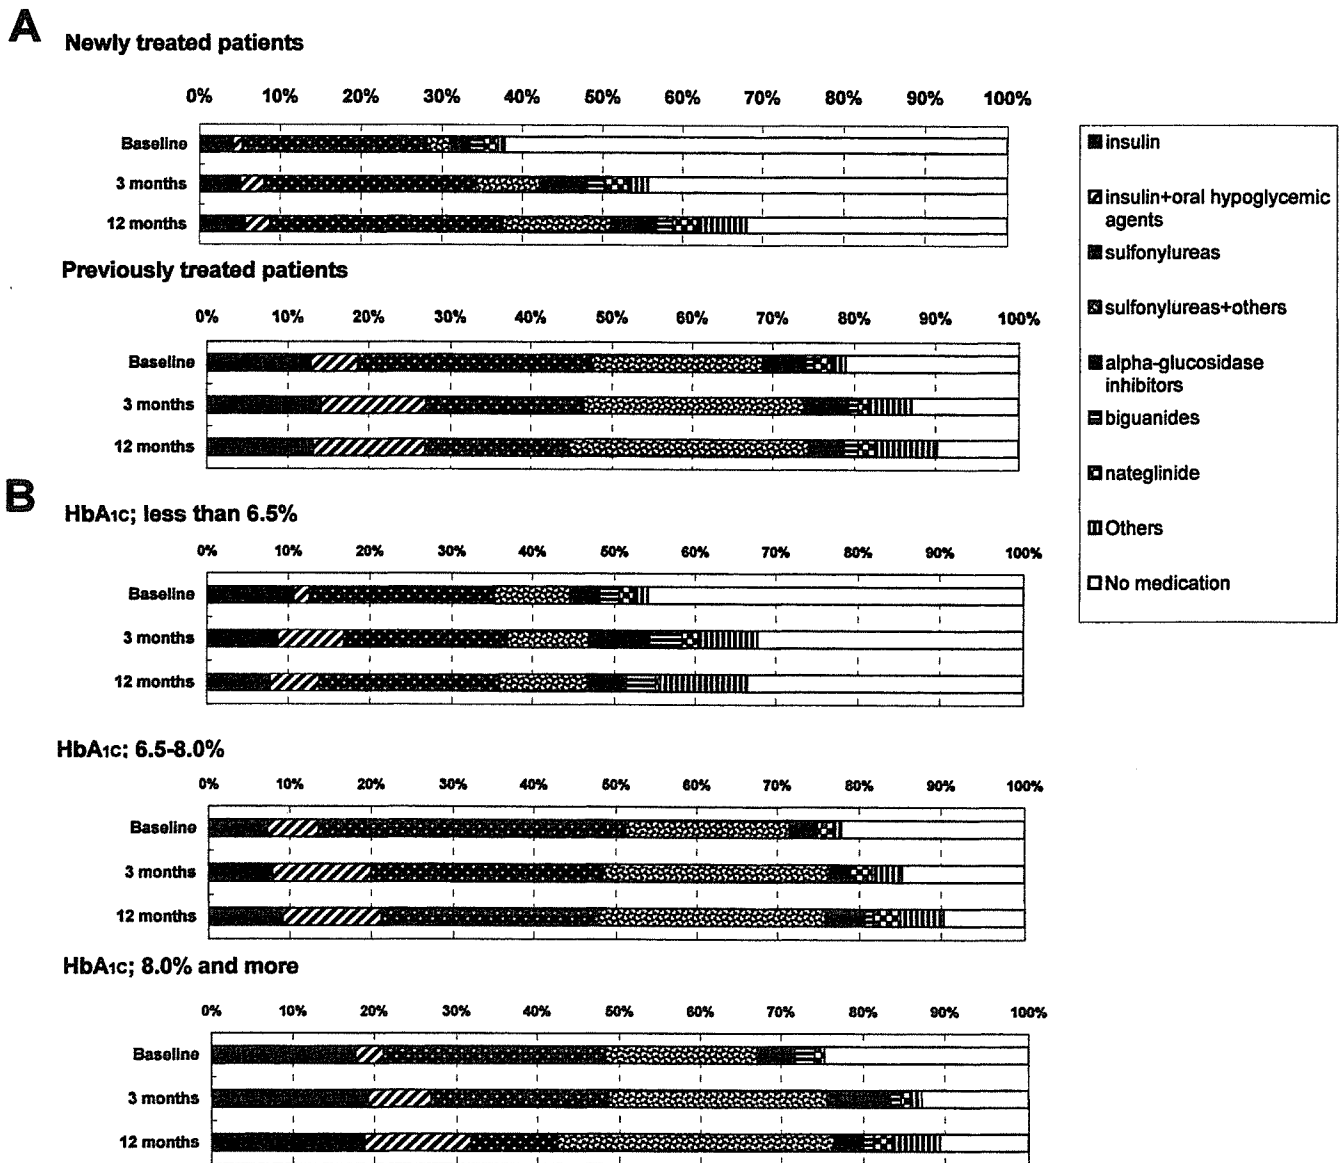 A
Newly treated patients
0% 10% 20% 30% 40% 50% 60% 70% 80% 90% 100%
Baseline
3 months
12 months
Previously treated patients
0% 10% 20% 30% 40% 50% 60% 70% 80% 90% 100%
Baseline
3 months
12 months
insulin
insulin+oral hypoglycemic
agents
sulfonylureas
sulfonylureas+others
alpha-glucosidase
inhibitors
biguanides
nateglinide
Others
No medication
B
HbA1C; less than 6.5%
0% 10% 20% 30% 40% 50% 60% 70% 80% 90% 100%
Baseline
3 months
12 months
HbA1C; 6.5-8.0%
0% 10% 20% 30% 40% 50% 60% 70% 80% 90% 100%
Baseline
3 months
12 months
HbA1C; 8.0% and more
0% 10% 20% 30% 40% 50% 60% 70% 80% 90% 100%
Baseline
3 months
12 months